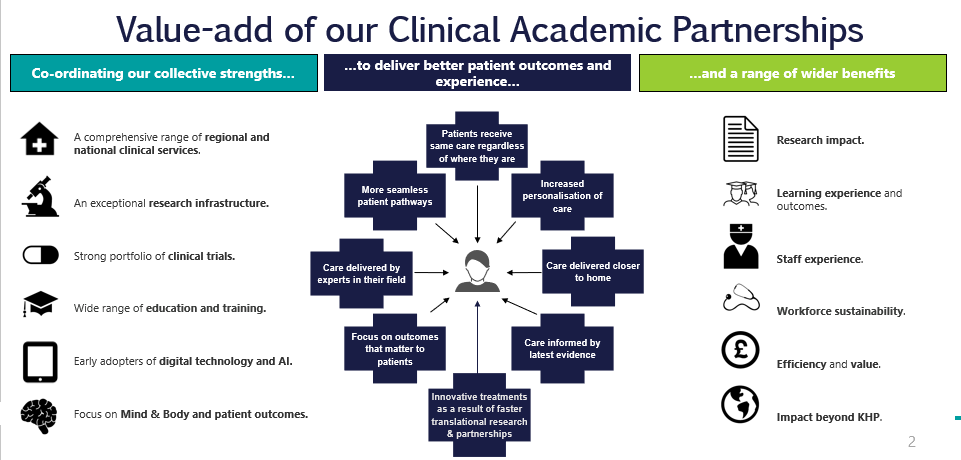 Value-add of our Clinical Academic Partnerships
Co-ordinating our collective strengths...
...to deliver better patient outcomes and
experience...
...and a range of wider benefits
A comprehensive range of regional and
national clinical services.
An exceptional research infrastructure.
Strong portfolio of clinical trials.
Wide range of education and training.
Early adopters of digital technology and AI.
Focus on Mind & Body and patient outcomes.
Patients receive
same care regardless
of where they are
More seamless
patient pathways
Increased
personalisation of
care
Care delivered by
experts in their field
Care delivered closer
to home
Focus on outcomes
that matter to
patients
Care informed by
latest evidence
Innovative treatments
as a result of faster
translational research
& partnerships
Research impact.
Learning experience and
outcomes.
Staff experience.
Workforce sustainability.
£
Efficiency and value.
Impact beyond KHP.
2